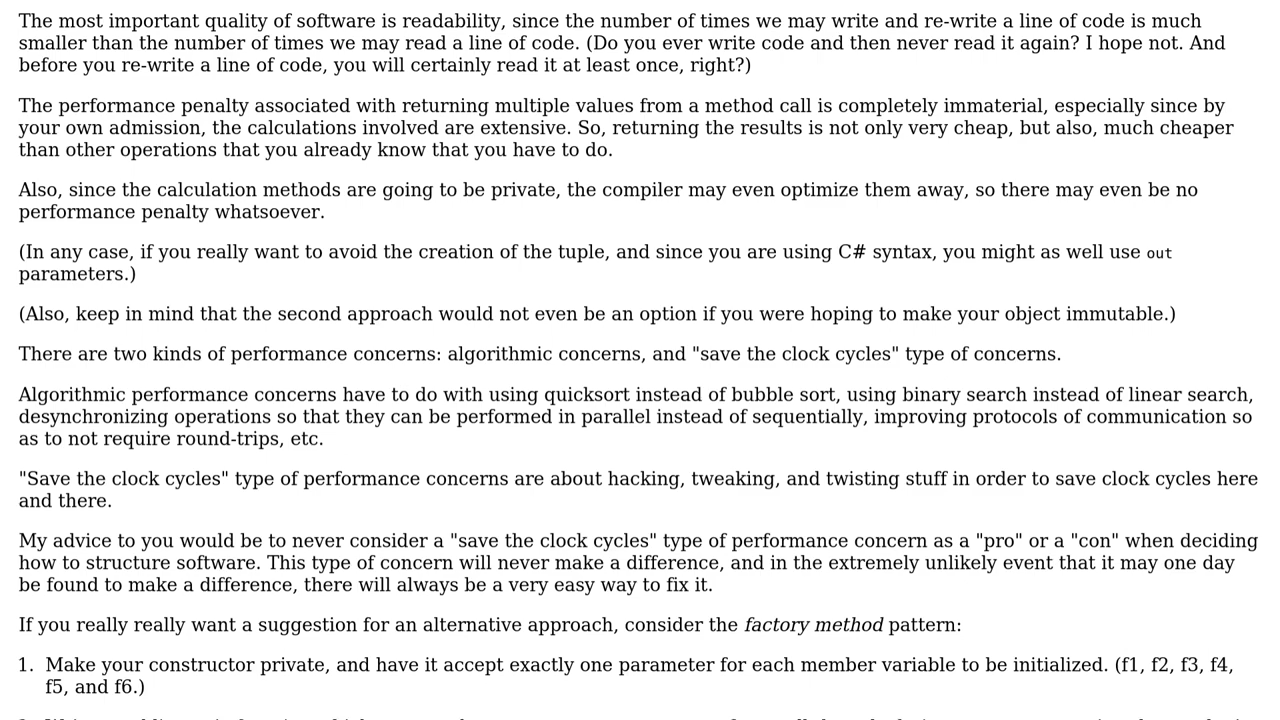 The most important quality of software is readability, since the number of times we may write and re-write a line of code is much
smaller than the number of times we may read a line of code. (Do you ever write code and then never read it again? I hope not. And
before you re-write a line of code, you will certainly read it at least once, right?)
The performance penalty associated with returning multiple values from a method call is completely immaterial, especially since by
your own admission, the calculations involved are extensive. So, returning the results is not only very cheap, but also, much cheaper
than other operations that you already know that you have to do.
Also, since the calculation methods are going to be private, the compiler may even optimize them away, so there may even be no
performance penalty whatsoever.
(In any case, if you really want to avoid the creation of the tuple, and since you are using C# syntax, you might as well use out
parameters.)
(Also, keep in mind that the second approach would not even be an option if you were hoping to make your object immutable.)
There are two kinds of performance concerns: algorithmic concerns, and "save the clock cycles" type of concerns.
Algorithmic performance concerns have to do with using quicksort instead of bubble sort, using binary search instead of linear search,
desynchronizing operations so that they can be performed in parallel instead of sequentially, improving protocols of communication so
as to not require round-trips, etc.
"Save the clock cycles" type of performance concerns are about hacking, tweaking, and twisting stuff in order to save clock cycles here
and there.
My advice to you would be to never consider a "save the clock cycles" type of performance concern as a "pro" or a "con" when deciding
how to structure software. This type of concern will never make a difference, and in the extremely unlikely event that it may one day
be found to make a difference, there will always be a very easy way to fix it.
If you really really want a suggestion for an alternative approach, consider the factory method pattern:
1. Make your constructor private, and have it accept exactly one parameter for each member variable to be initialized. (f1, f2, f3, f4,
f5, and f6.)